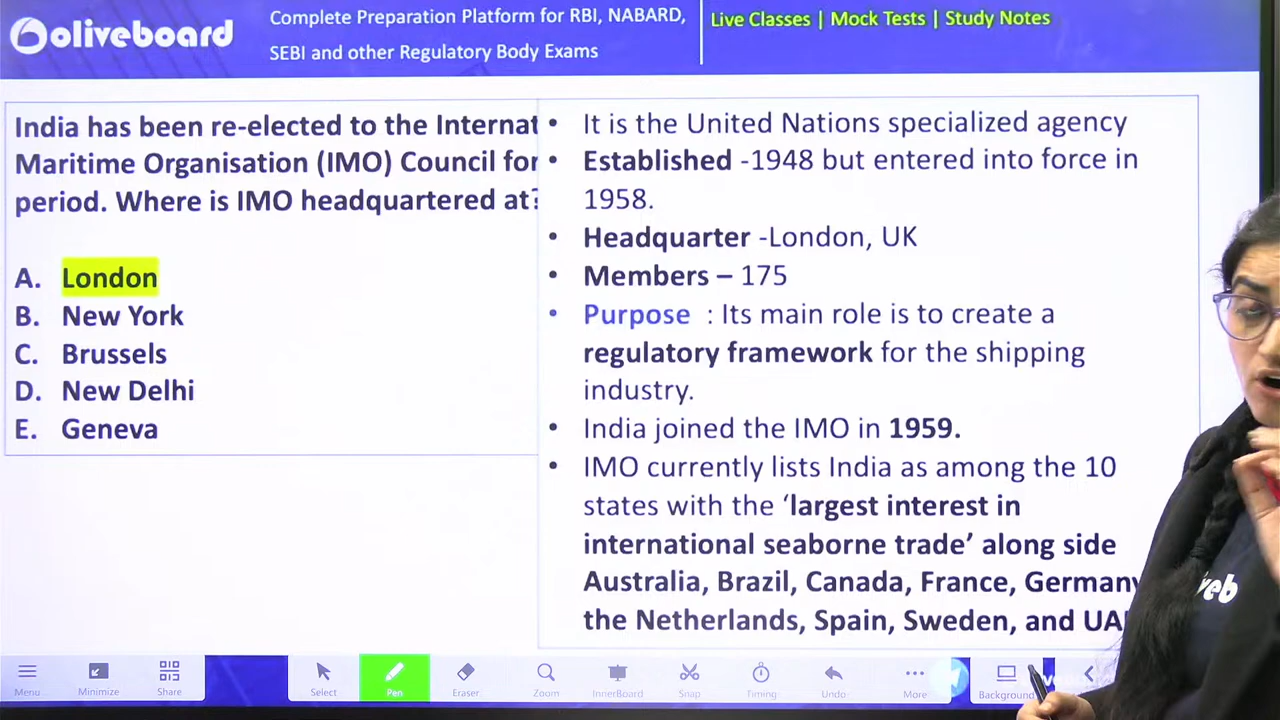 oliveboard
Complete Preparation Platform for RBI, NABARD,
SEBI and other Regulatory Body Exams
Live Classes | Mock Tests | Study Notes
India has been re-elected to the Internat
Maritime Organisation (IMO) Council for
period. Where is IMO headquartered at?
A. London
B. New York
C. Brussels
D. New Delhi
E. Geneva
• It is the United Nations specialized agency
• Established -1948 but entered into force in
1958.
• Headquarter -London, UK
• Members – 175
• Purpose : Its main role is to create a
regulatory framework for the shipping
industry.
• India joined the IMO in 1959.
• IMO currently lists India as among the 10
states with the ‘largest interest in
international seaborne trade’ along side
Australia, Brazil, Canada, France, Germany
the Netherlands, Spain, Sweden, and UA
Menu
Minimize
Share
Select
Pen
Eraser
Zoom
InnerBoard
Snap
Timing
Undo
More
Background